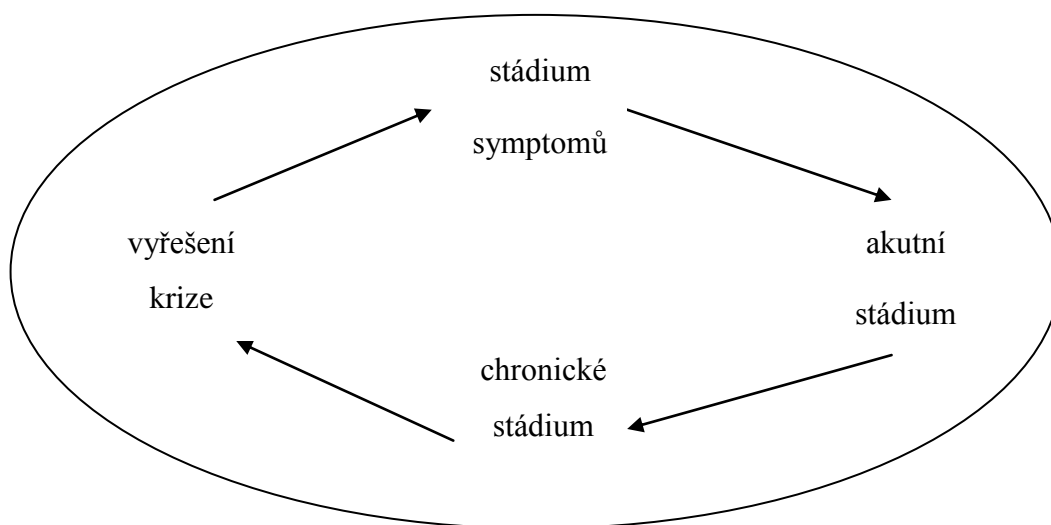 stádium
symptomů
vyřešení
krize
akutní
stádium
chronické
stádium